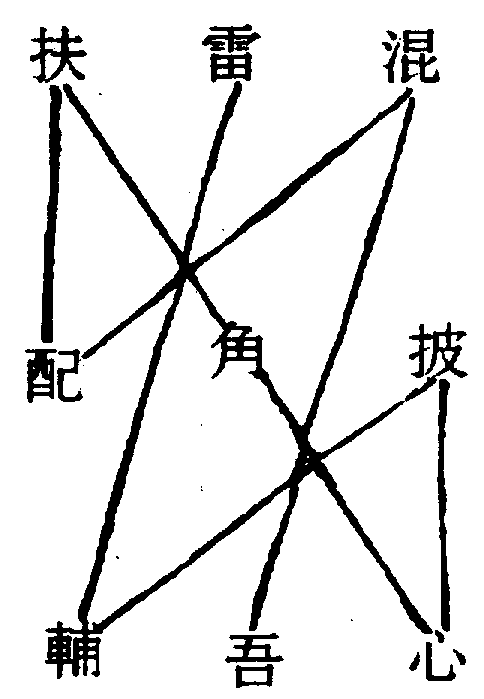 扶 雷 混
配 角 披
輔 吾 心